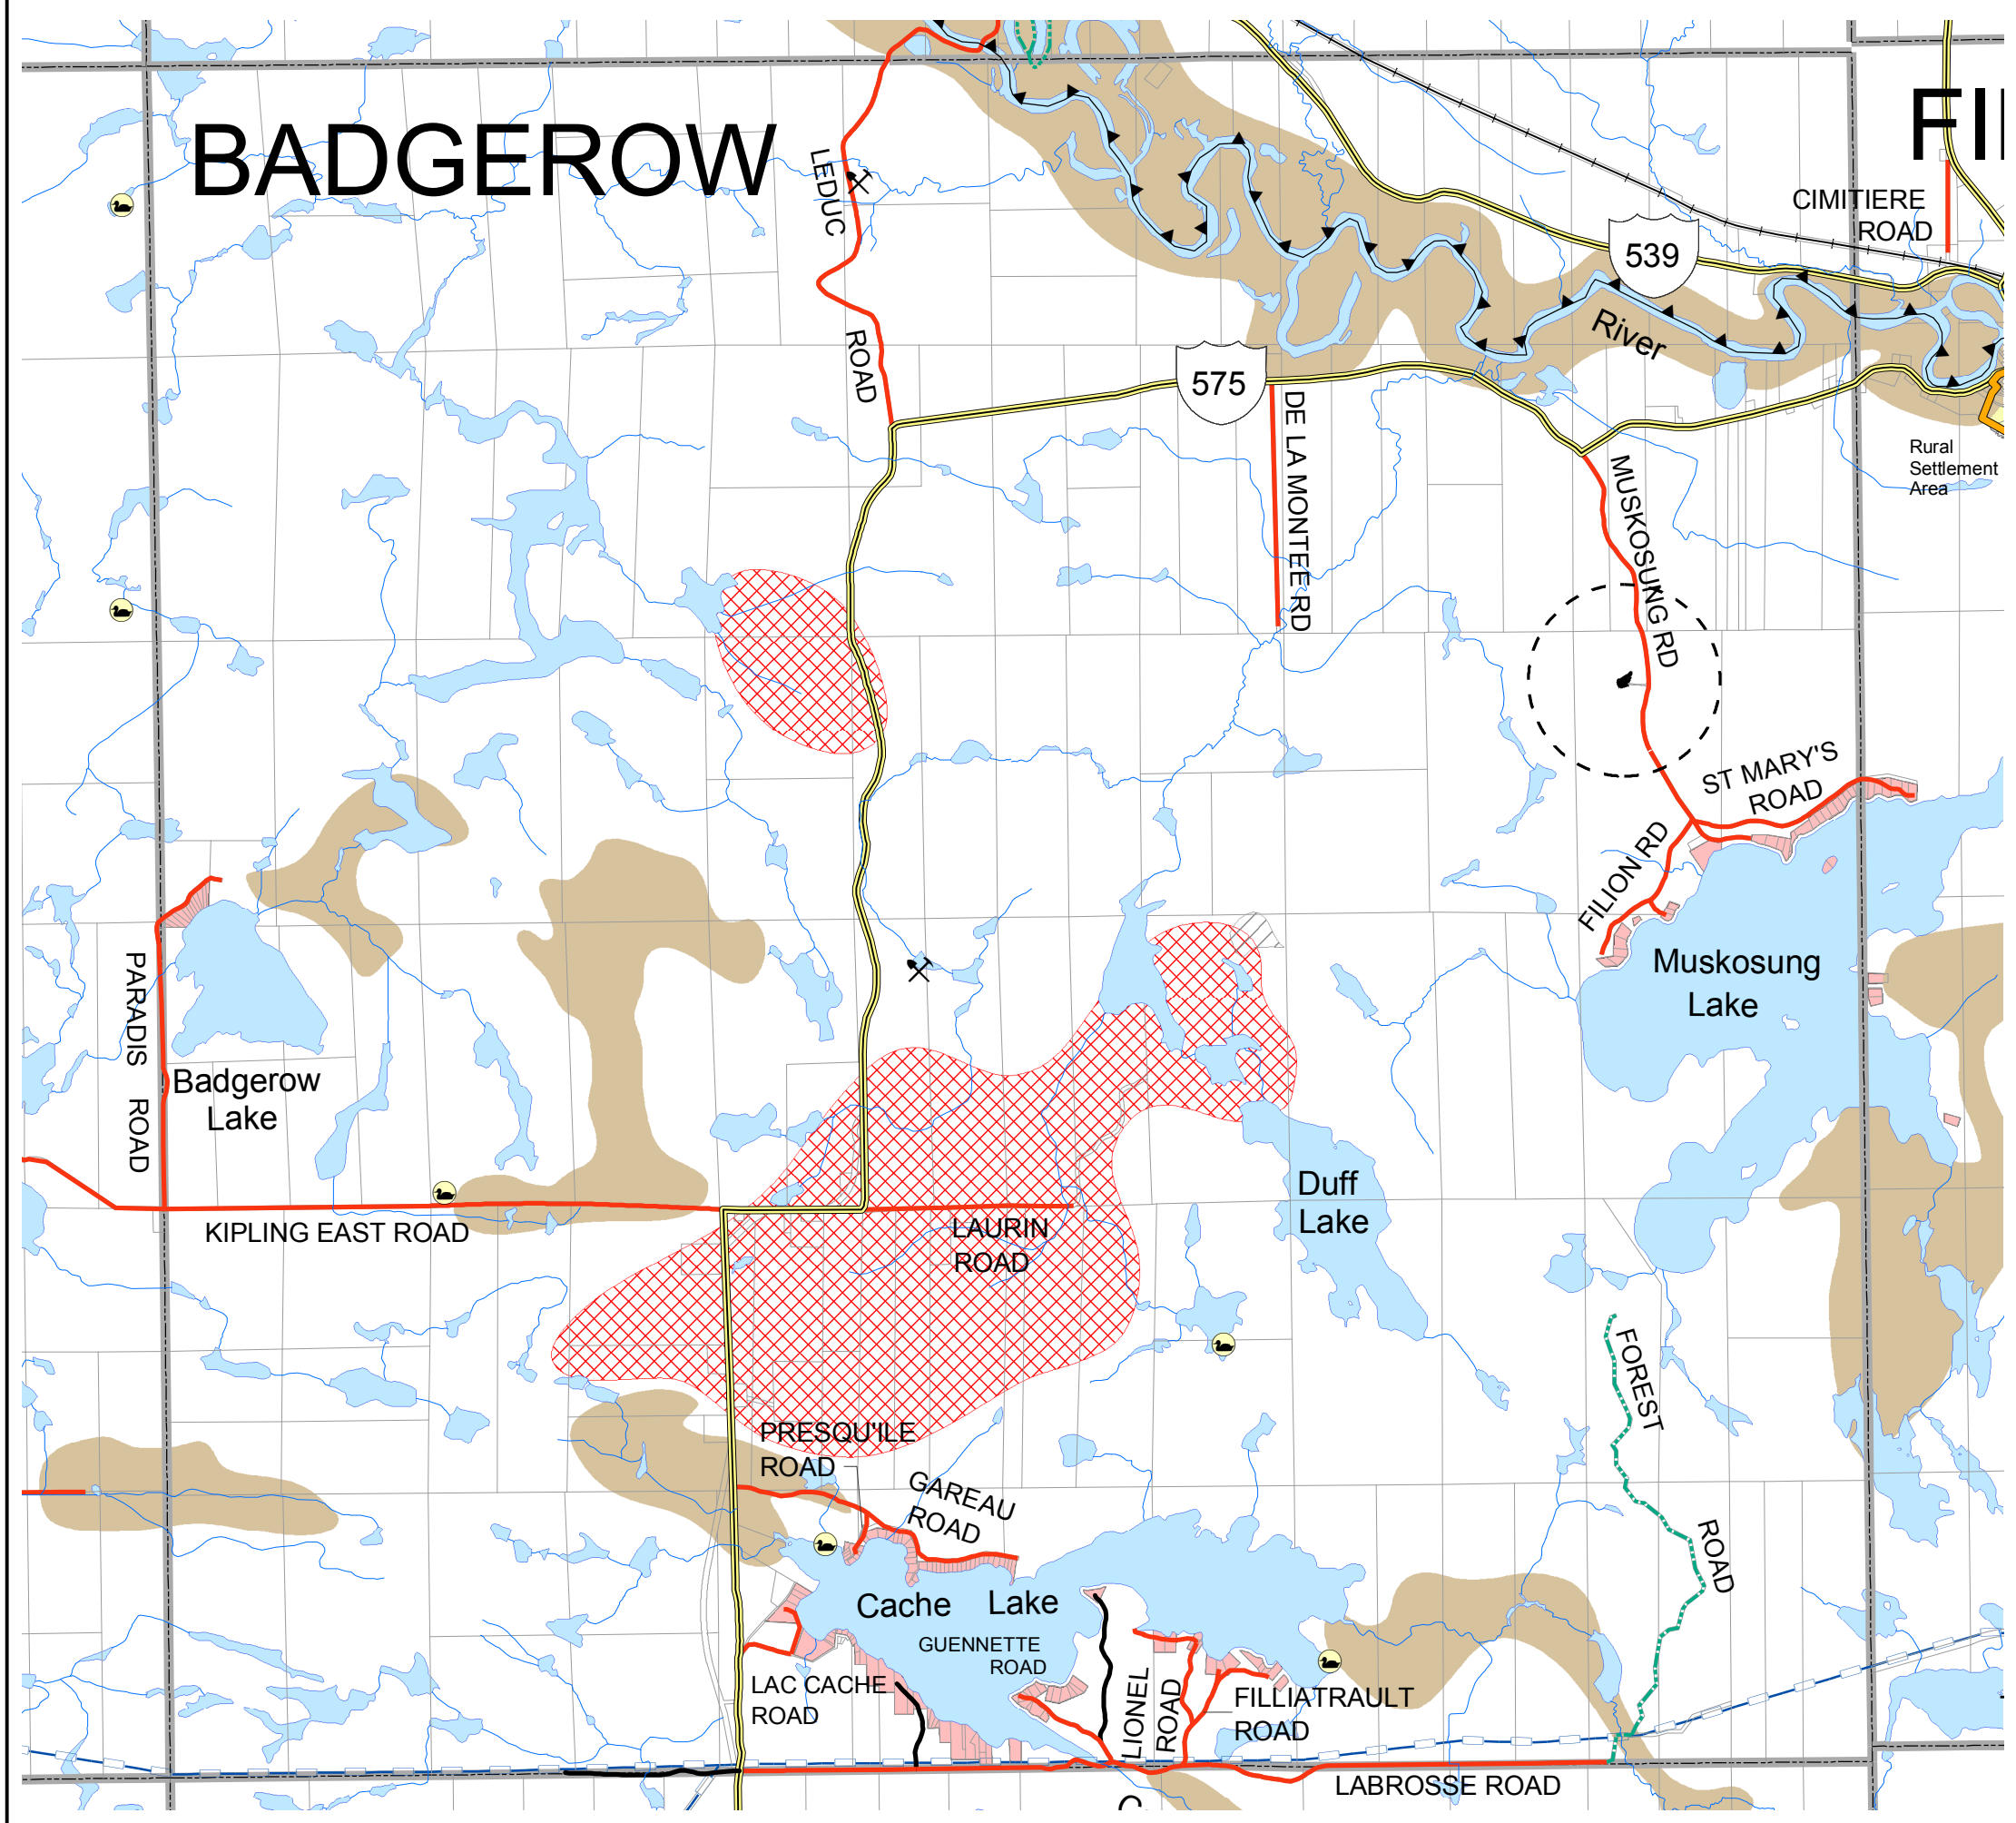 BADGEROW
FI
LEDUC
ROAD
CIMITIERE
ROAD
539
River
575
DE LA MONTEE RD
MUSKOSUNG RD
Rural
Settlement
Area
ST MARY'S
ROAD
FILION RD
Muskosung
Lake
PARADIS ROAD
Badgerow
Lake
KIPLING EAST ROAD
LAURIN
ROAD
Duff
Lake
FOREST
ROAD
PRESQU'ILE
ROAD
GAREAU
ROAD
Cache Lake
GUENNETTE
ROAD
LAC CACHE
ROAD
LIONEL
ROAD
FILLIATRAULT
ROAD
LABROSSE ROAD